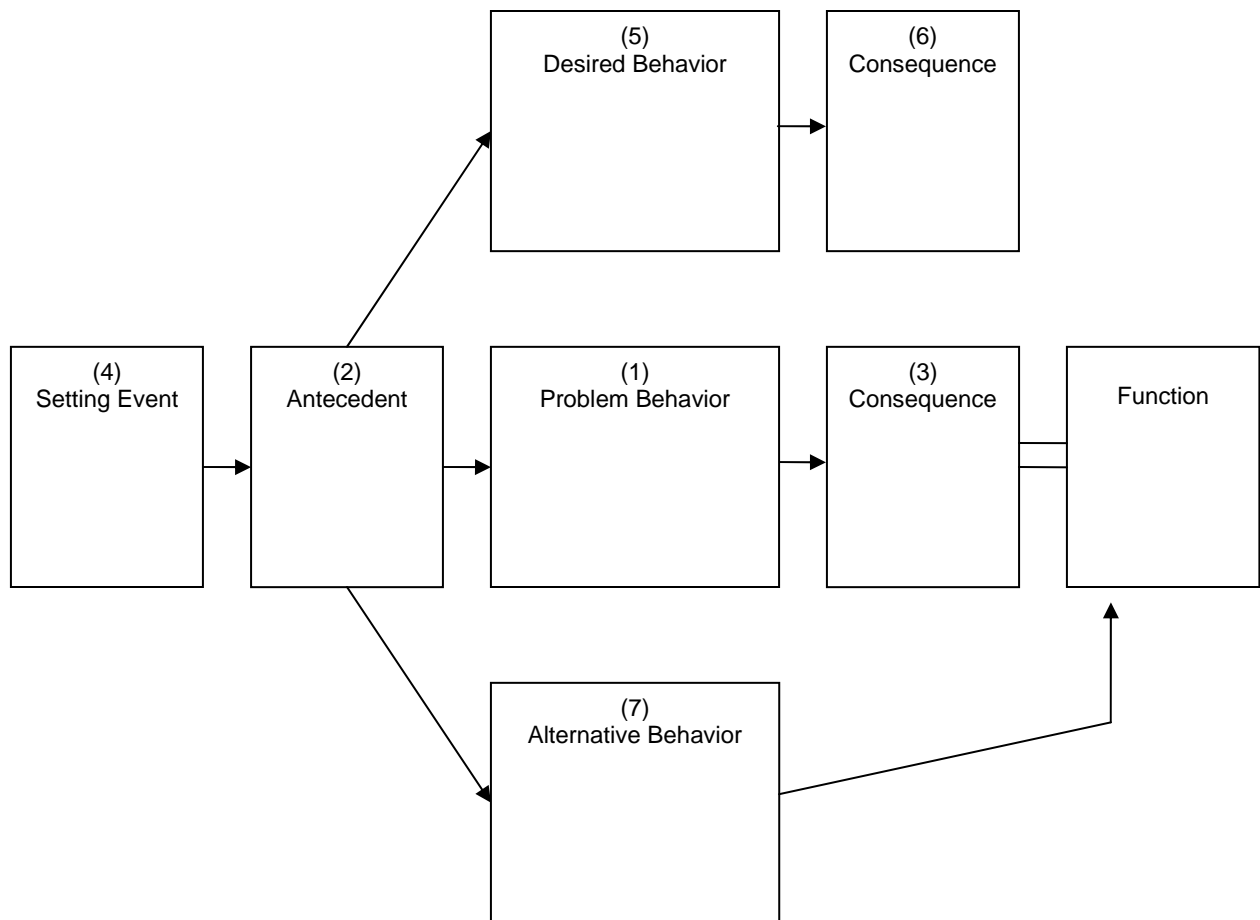 (5)
Desired Behavior
(6)
Consequence
(4)
Setting Event
(2)
Antecedent
(1)
Problem Behavior
(3)
Consequence
Function
(7)
Alternative Behavior